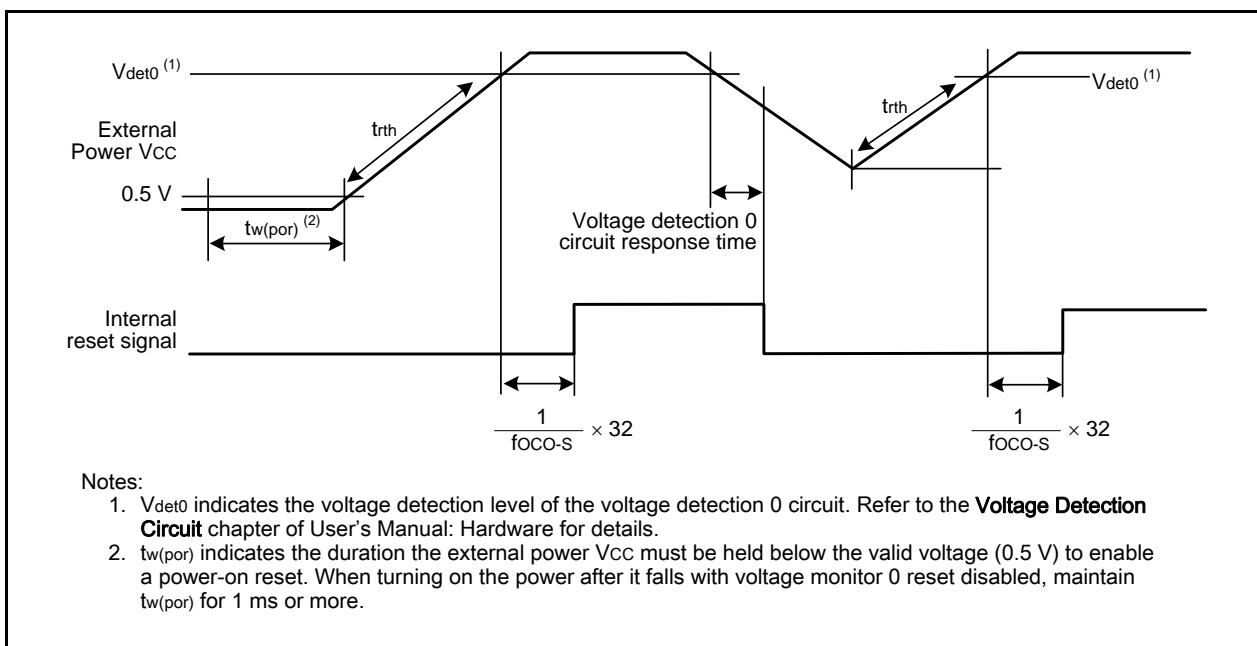 Vdet0 (1)
External
Power VCC
0.5 V
tw(por) (2)
trth
Voltage detection 0
circuit response time
trth
Vdet0 (1)
Internal
reset signal
1
fOCO-S
× 32
1
fOCO-S
× 32
Notes:
1. Vdet0 indicates the voltage detection level of the voltage detection 0 circuit. Refer to the Voltage Detection
Circuit chapter of User's Manual: Hardware for details.
2. tw(por) indicates the duration the external power VCC must be held below the valid voltage (0.5 V) to enable
a power-on reset. When turning on the power after it falls with voltage monitor 0 reset disabled, maintain
tw(por) for 1 ms or more.